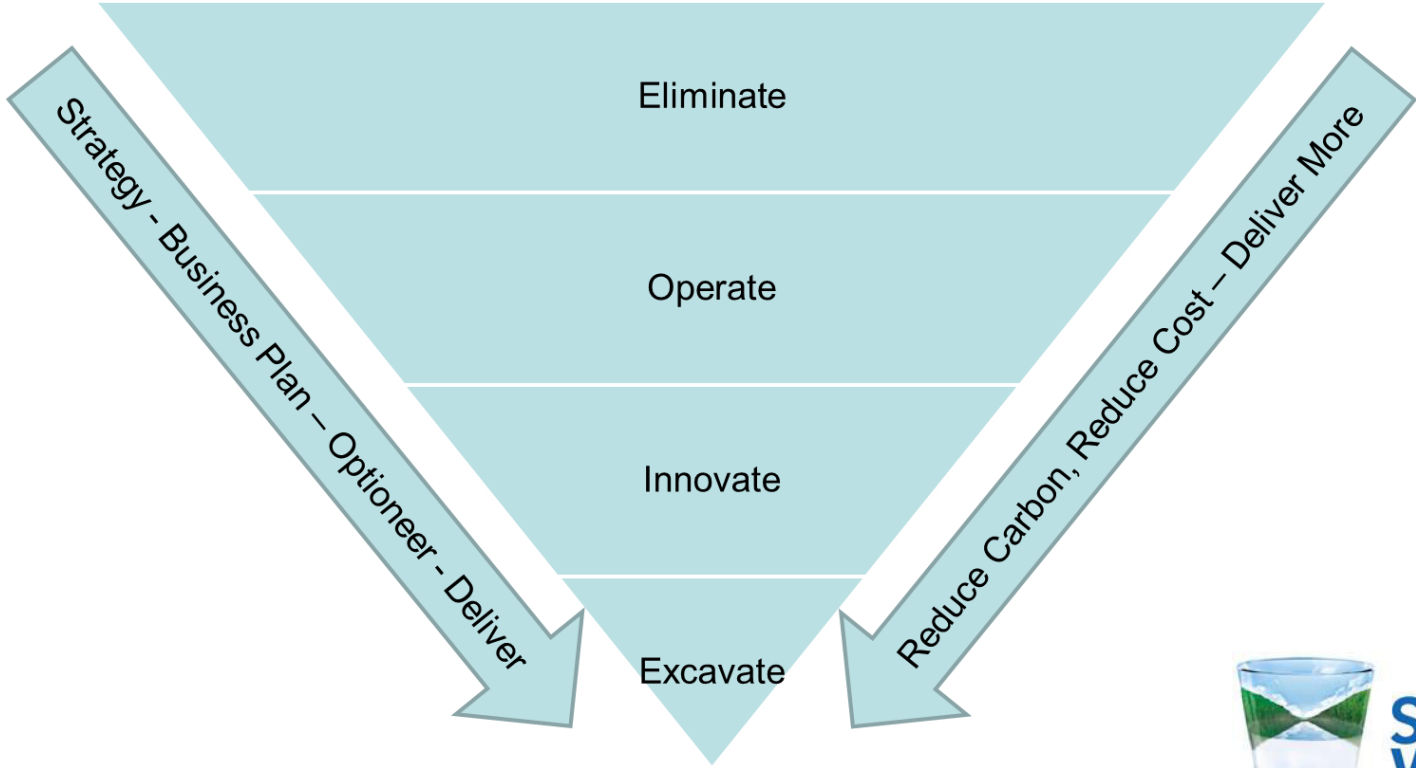 Eliminate
Operate
Innovate
Excavate
Strategy - Business Plan – Optioneer - Deliver
Reduce Carbon, Reduce Cost – Deliver More